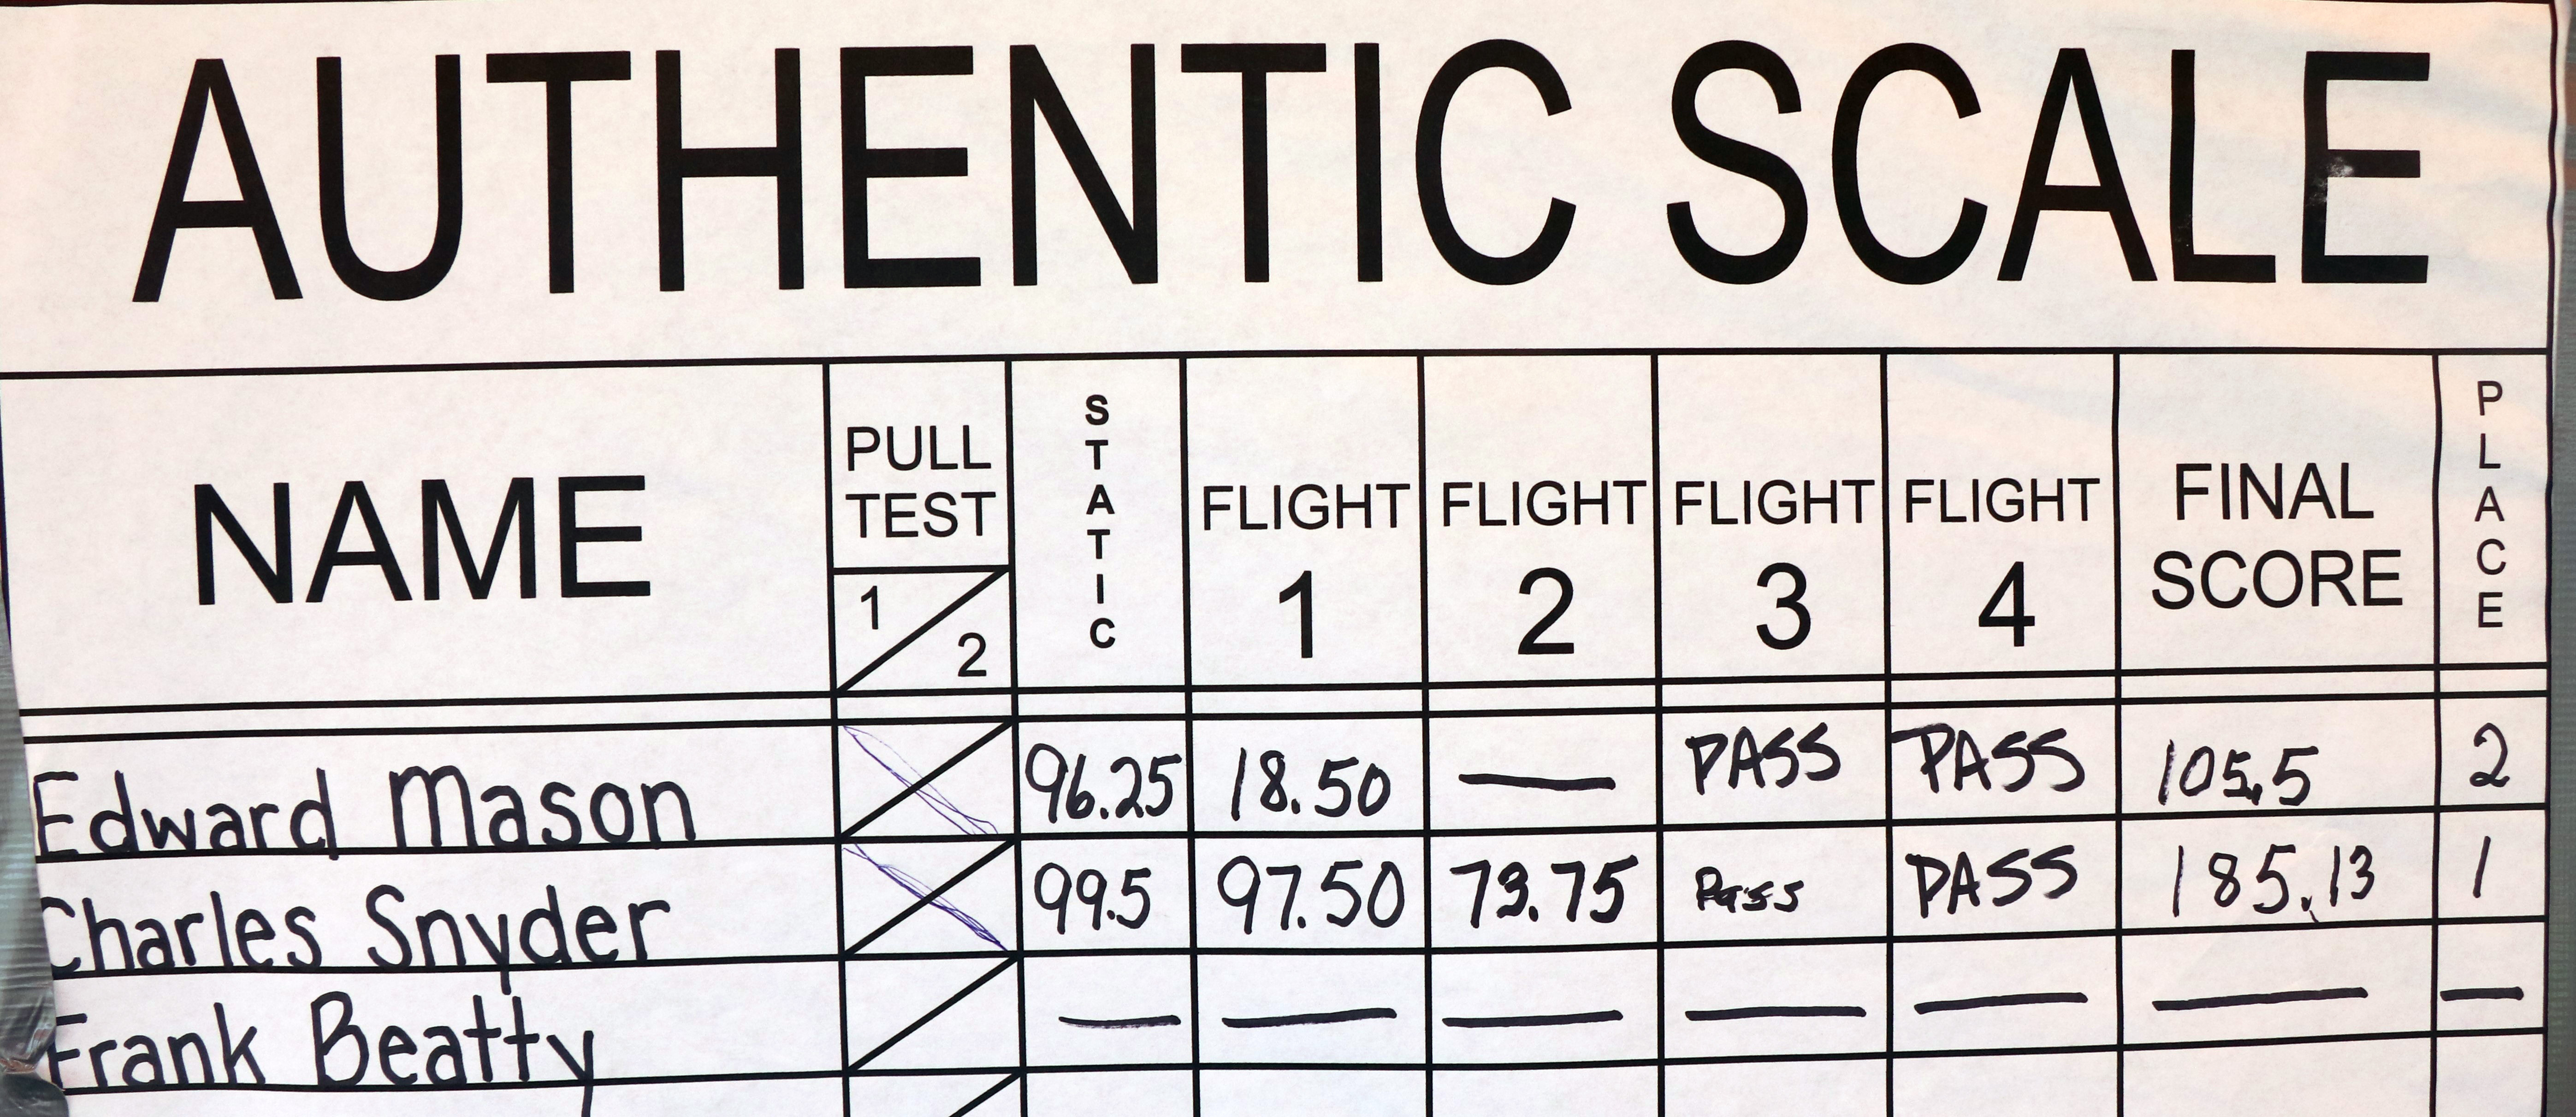 AUTHENTIC SCALE
NAME PULL TEST 1 2 STATIC FLIGHT 1 FLIGHT 2 FLIGHT 3 FLIGHT 4 FINAL SCORE PLACE
Edward Mason 96.25 18.50 — PASS PASS 105.5 2
Charles Snyder 99.5 97.50 73.75 Pass PASS 185.13 1
Frank Beatty — — — — — — —